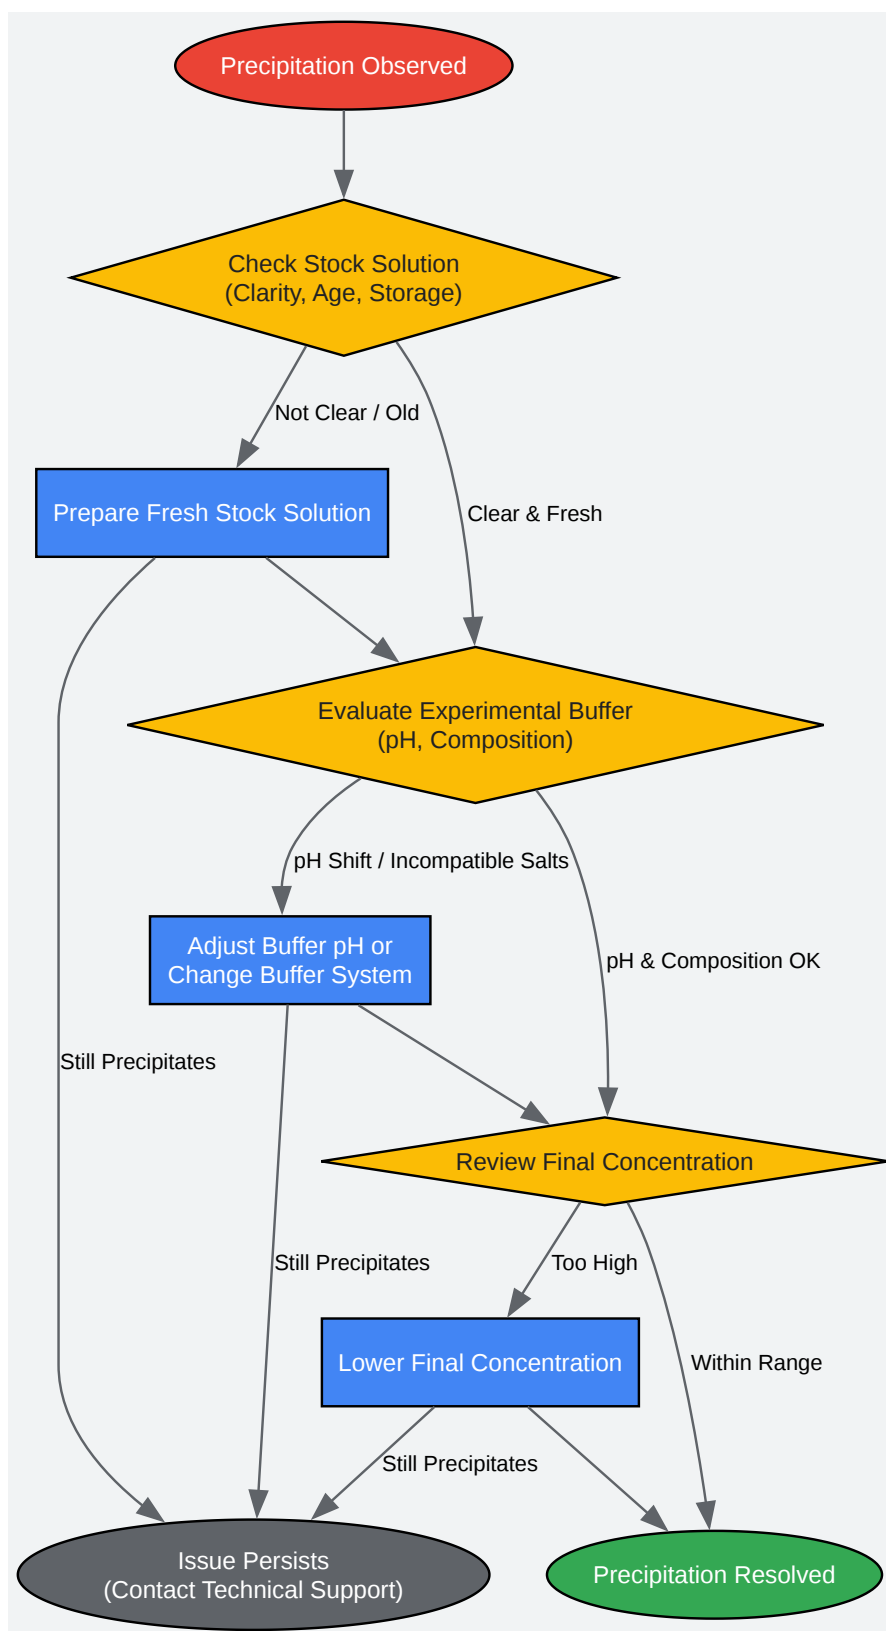 Precipitation Observed
Check Stock Solution
(Clarity, Age, Storage)
Not Clear / Old
Prepare Fresh Stock Solution
Clear & Fresh
Evaluate Experimental Buffer
(pH, Composition)
pH Shift / Incompatible Salts
Adjust Buffer pH or
Change Buffer System
pH & Composition OK
Still Precipitates
Review Final Concentration
Still Precipitates
Too High
Lower Final Concentration
Within Range
Still Precipitates
Issue Persists
(Contact Technical Support)
Precipitation Resolved